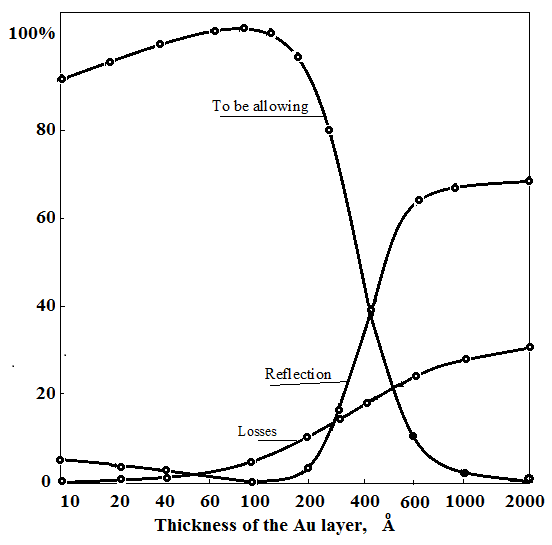 100%
To be allowing
80
60
40
Reflection
20
Losses
0
10 20 40 60 100 200 400 600 1000 2000
Thickness of the Au layer, Å